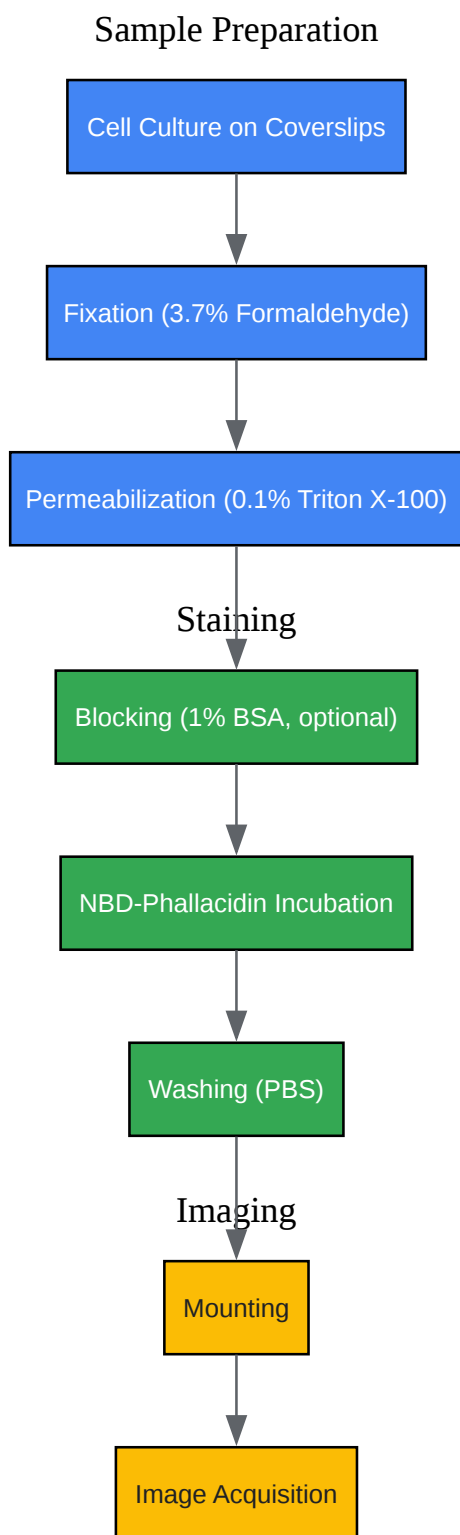 Sample Preparation
Cell Culture on Coverslips
Fixation (3.7% Formaldehyde)
Permeabilization (0.1% Triton X-100)
Staining
Blocking (1% BSA, optional)
NBD-Phallacidin Incubation
Washing (PBS)
Imaging
Mounting
Image Acquisition